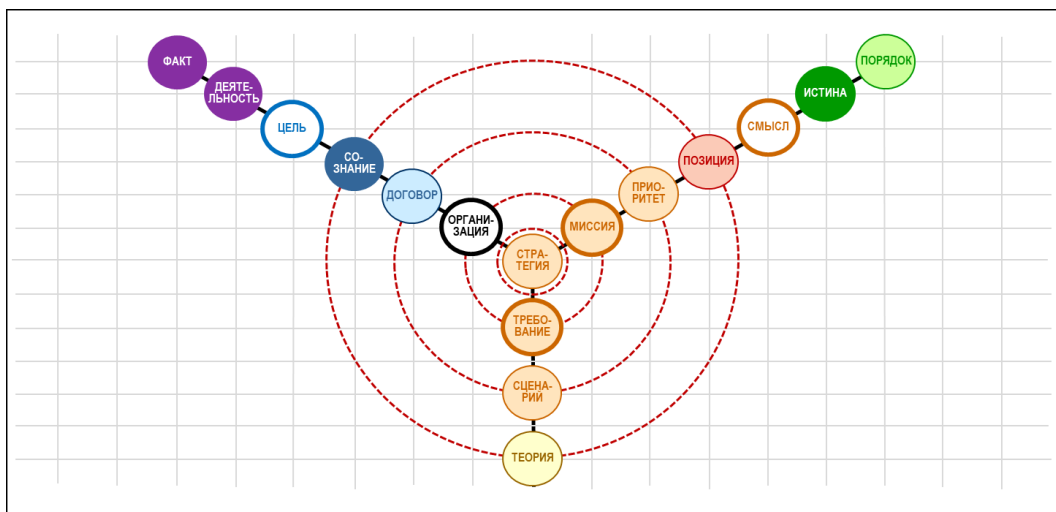 ФАКТ
ПОРЯДОК
ДЕЯТЕ-
ЛЬНОСТЬ
ИСТИНА
ЦЕЛЬ
СМЫСЛ
СО-
ЗНАНИЕ
ПОЗИЦИЯ
ДОГОВОР
ПРИО-
РИТЕТ
ОРГАНИ-
ЗАЦИЯ
МИССИЯ
СТРА-
ТЕГИЯ
ТРЕБО-
ВАНИЕ
СЦЕНА-
РИЙ
ТЕОРИЯ